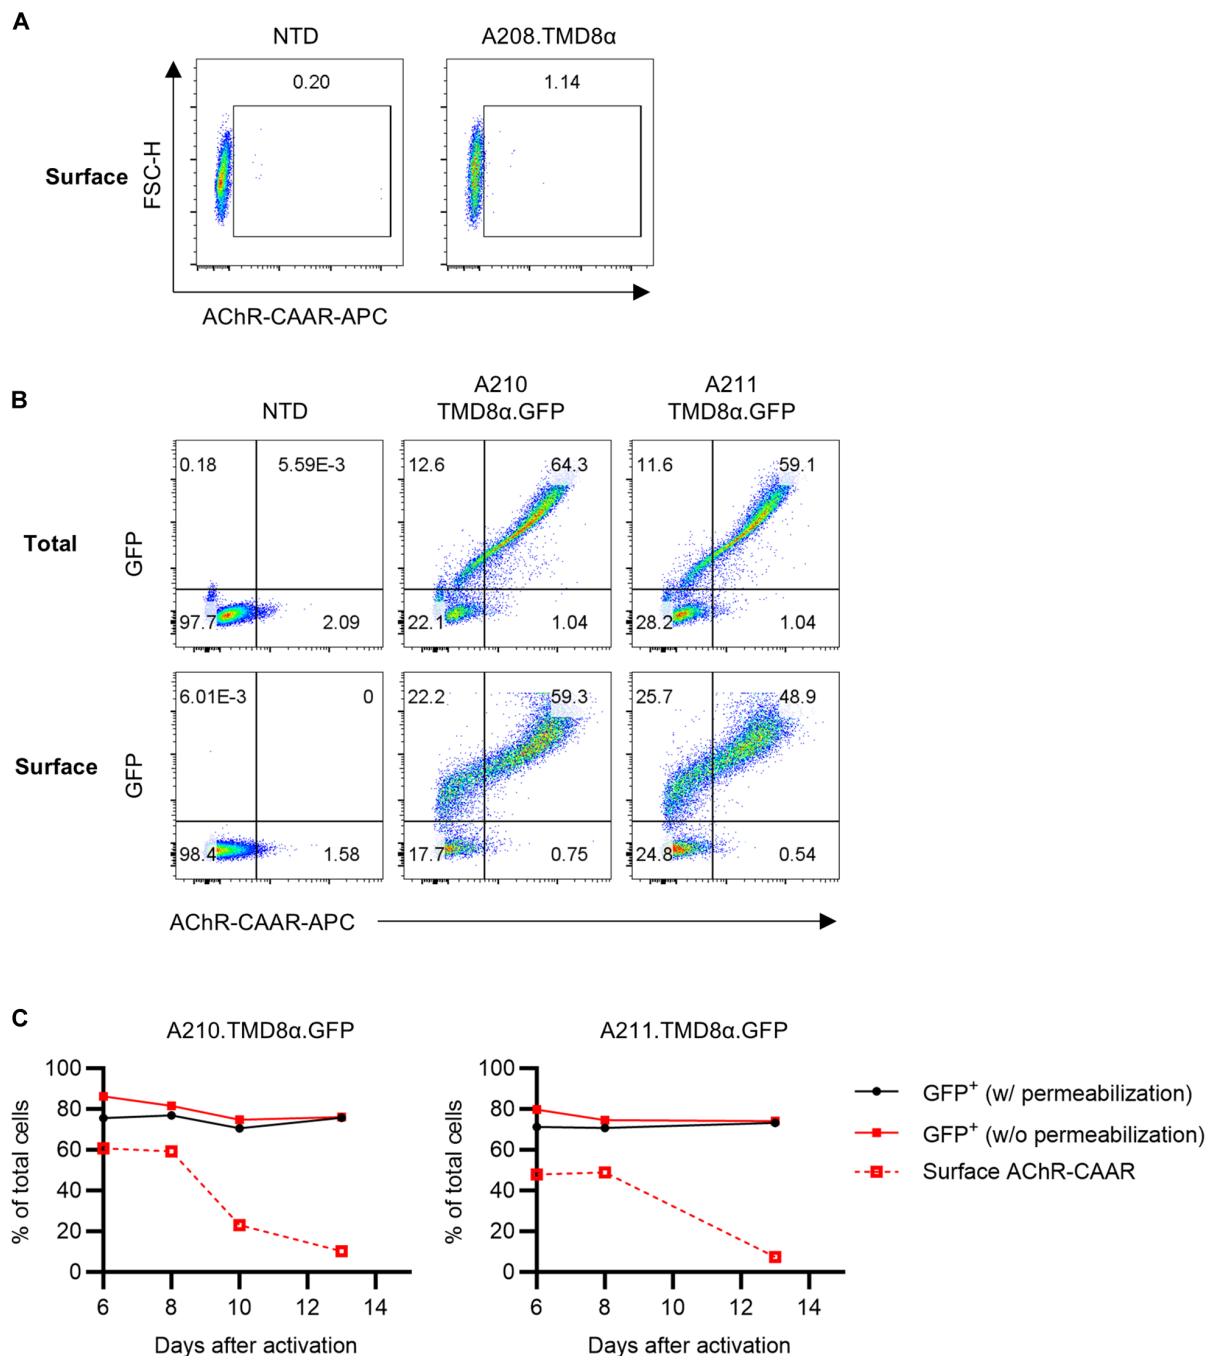 A
NTD
A208.TMD8α
0.20
1.14
Surface
FSC-H
AChR-CAAR-APC
B
NTD
A210
TMD8α.GFP
A211
TMD8α.GFP
Total
GFP
0.18
5.59E-3
97.7
2.09
12.6
64.3
22.1
1.04
11.6
59.1
28.2
1.04
Surface
GFP
6.01E-3
0
98.4
1.58
22.2
59.3
17.7
0.75
25.7
48.9
24.8
0.54
AChR-CAAR-APC
C
A210.TMD8α.GFP
% of total cells
100
80
60
40
20
0
6 8 10 12 14
Days after activation
A211.TMD8α.GFP
% of total cells
100
80
60
40
20
0
6 8 10 12 14
Days after activation
GFP⁺ (w/ permeabilization)
GFP⁺ (w/o permeabilization)
Surface AChR-CAAR